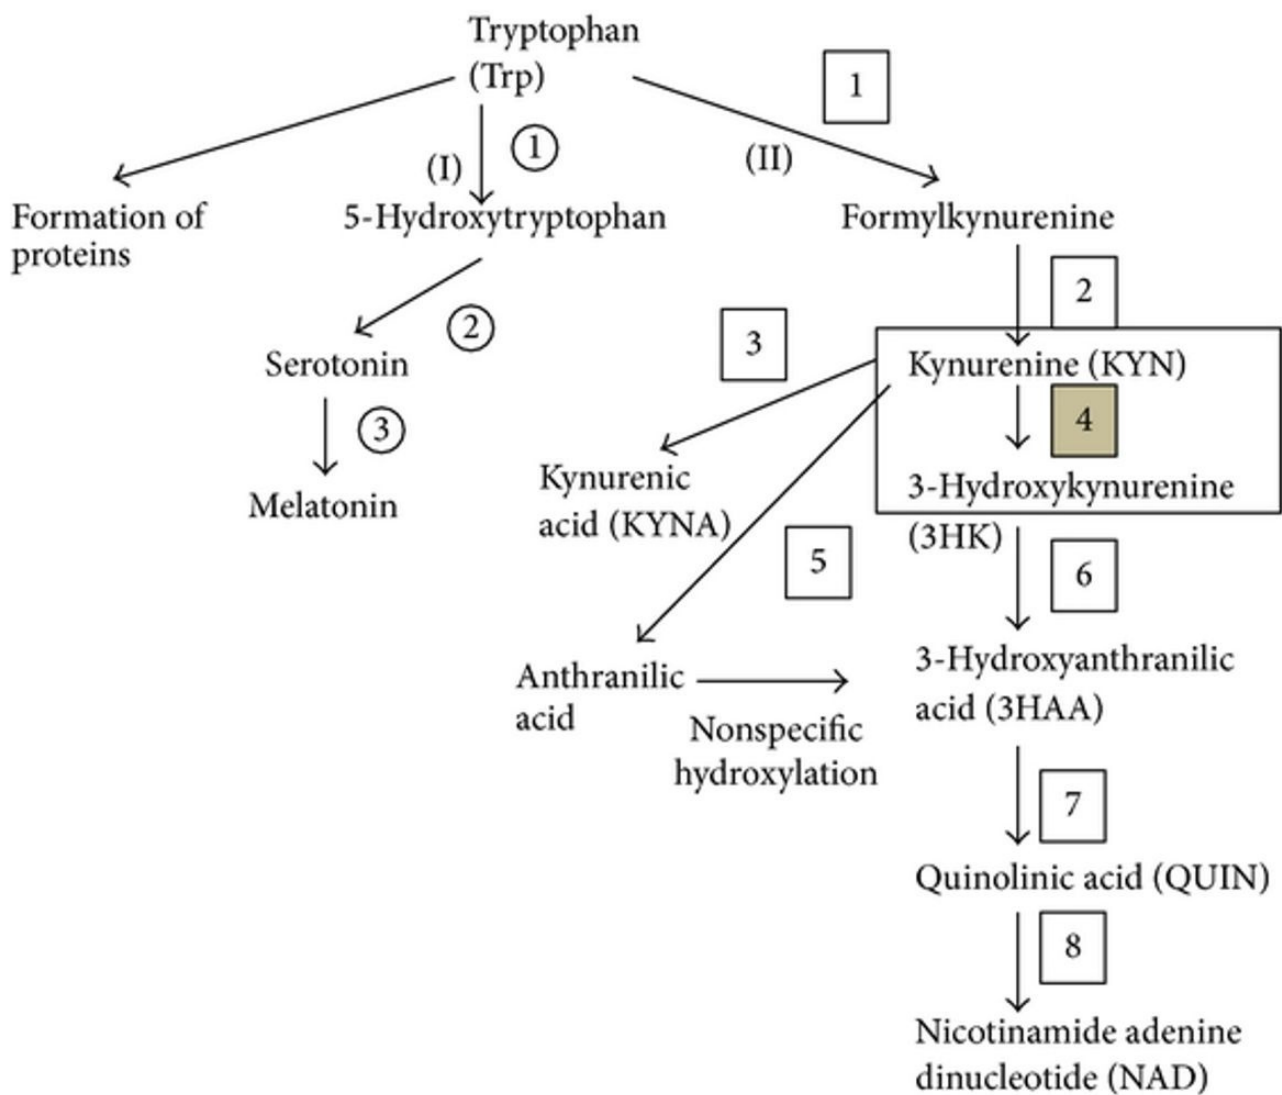 Tryptophan
(Trp)
1
(I)
1
(II)
Formation of
proteins
5-Hydroxytryptophan
Formylkynurenine
2
2
3
Serotonin
Kynurenine (KYN)
3
4
Melatonin
Kynurenic
acid (KYNA)
3-Hydroxykynurenine
(3HK)
5
6
Anthranilic
acid
Nonspecific
hydroxylation
3-Hydroxyanthranilic
acid (3HAA)
7
Quinolinic acid (QUIN)
8
Nicotinamide adenine
dinucleotide (NAD)